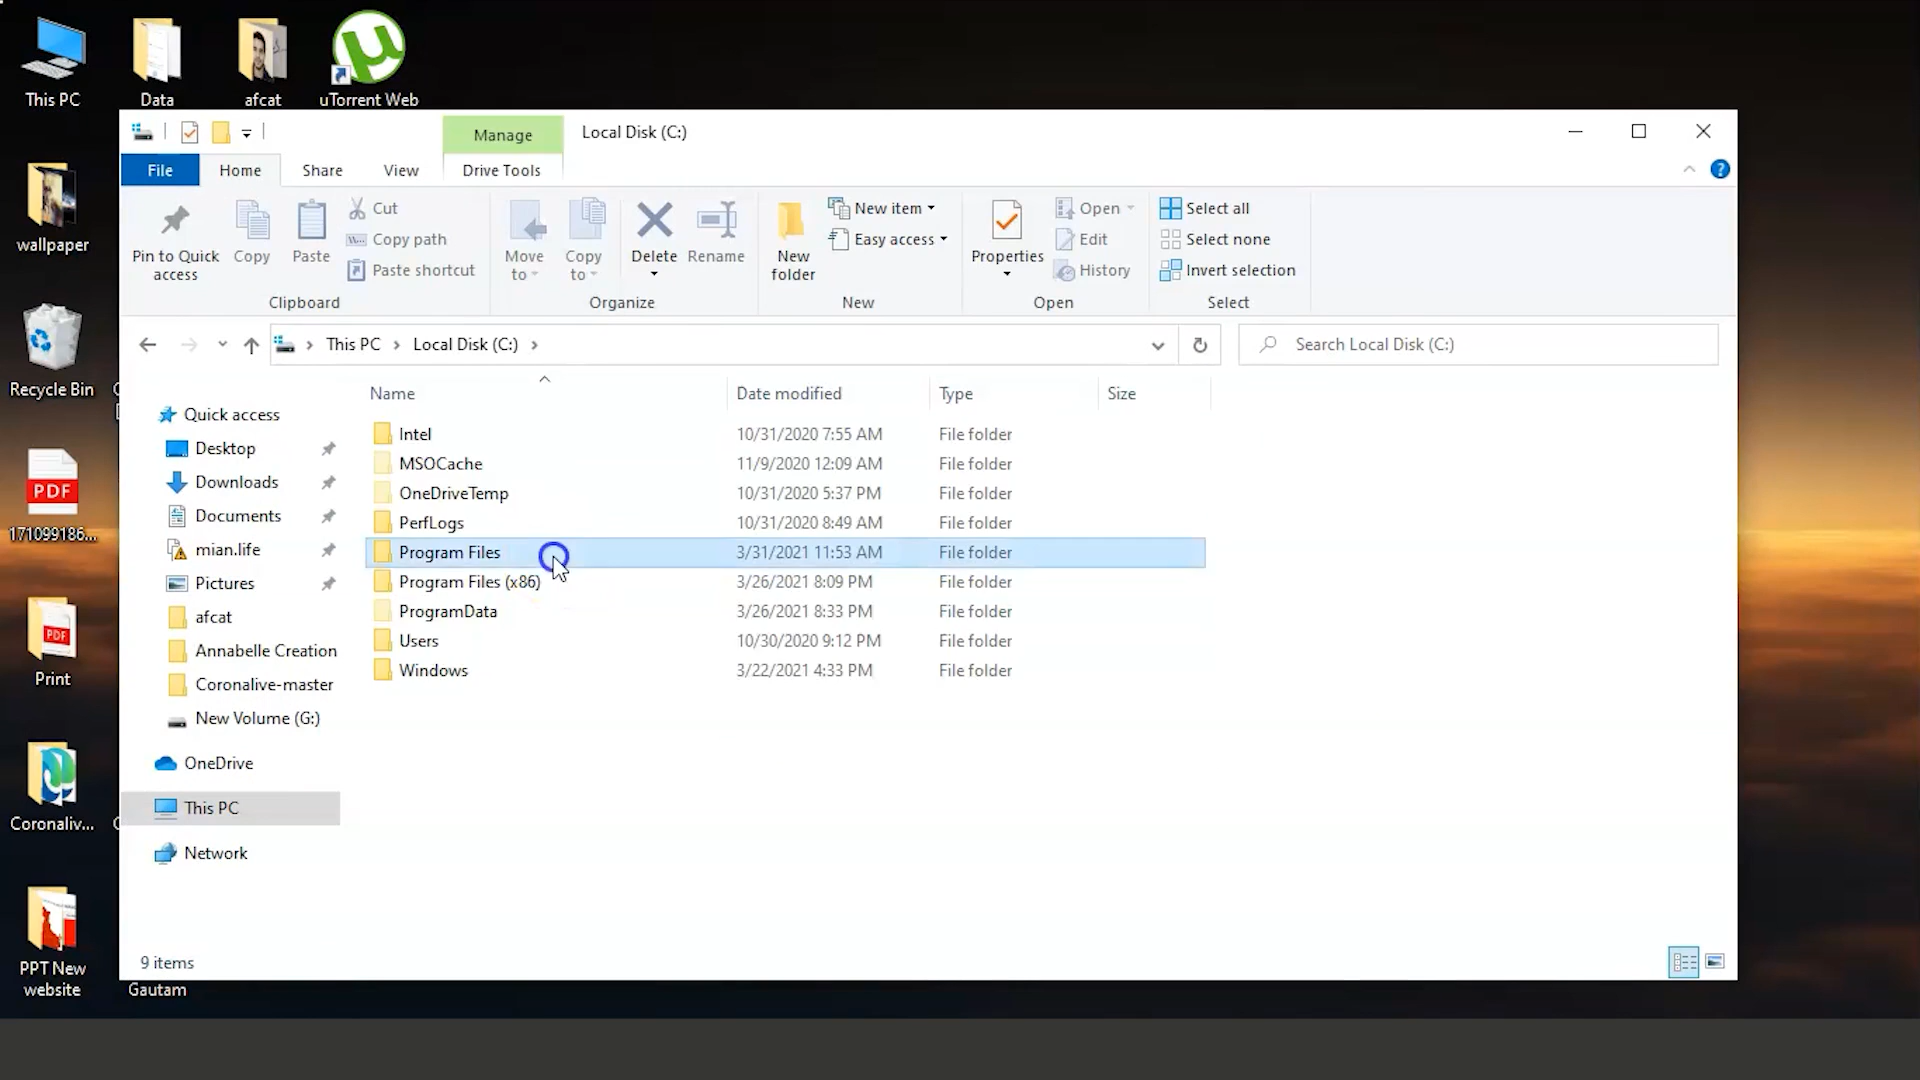 This PC
Data
afcat
uTorrent Web
wallpaper
Recycle Bin
PDF
171099186...
PDF
Print
Coronaliv...
PPT New
website
Gautam
Manage
Local Disk (C:)
File
Home
Share
View
Drive Tools
Pin to Quick
access
Copy
Paste
Cut
Copy path
Paste shortcut
Clipboard
Move
to
Copy
to
Delete
Rename
Organize
New
folder
New item
Easy access
New
Properties
Open
Edit
History
Open
Select all
Select none
Invert selection
Select
This PC
Local Disk (C:)
Search Local Disk (C:)
Quick access
Desktop
Downloads
Documents
mian.life
Pictures
afcat
Annabelle Creation
Coronalive-master
New Volume (G:)
OneDrive
This PC
Network
Name Date modified Type Size
Intel 10/31/2020 7:55 AM File folder
MSOCache 11/9/2020 12:09 AM File folder
OneDriveTemp 10/31/2020 5:37 PM File folder
PerfLogs 10/31/2020 8:49 AM File folder
Program Files 3/31/2021 11:53 AM File folder
Program Files (x86) 3/26/2021 8:09 PM File folder
ProgramData 3/26/2021 8:33 PM File folder
Users 10/30/2020 9:12 PM File folder
Windows 3/22/2021 4:33 PM File folder
9 items